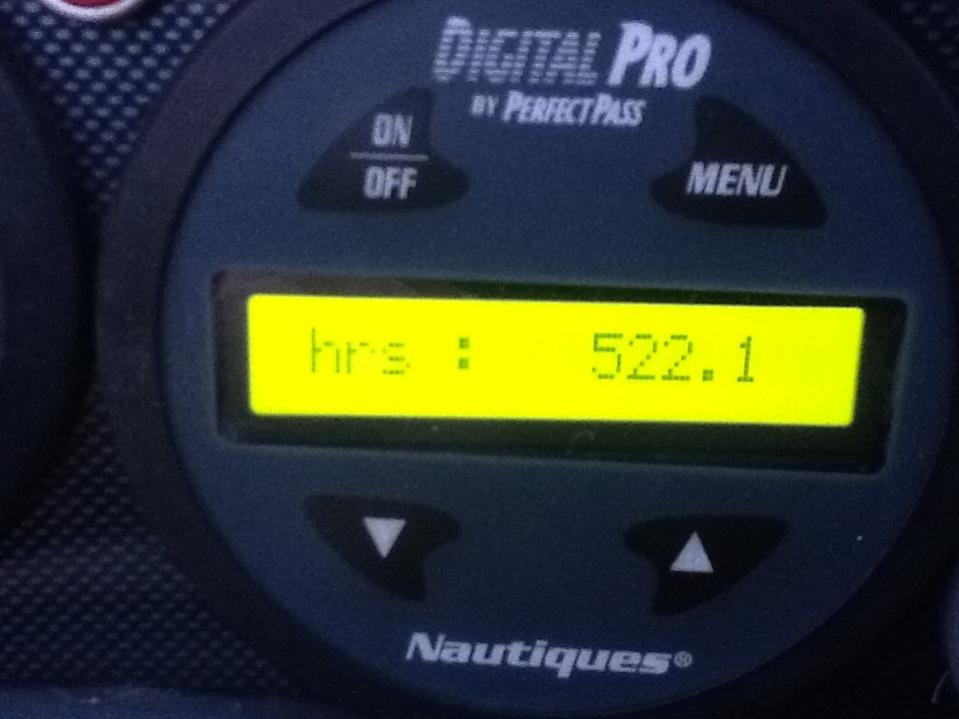 DIGITAL PRO
BY PERFECTPASS
ON
OFF
MENU
hrs : 522.1
Nautiques®